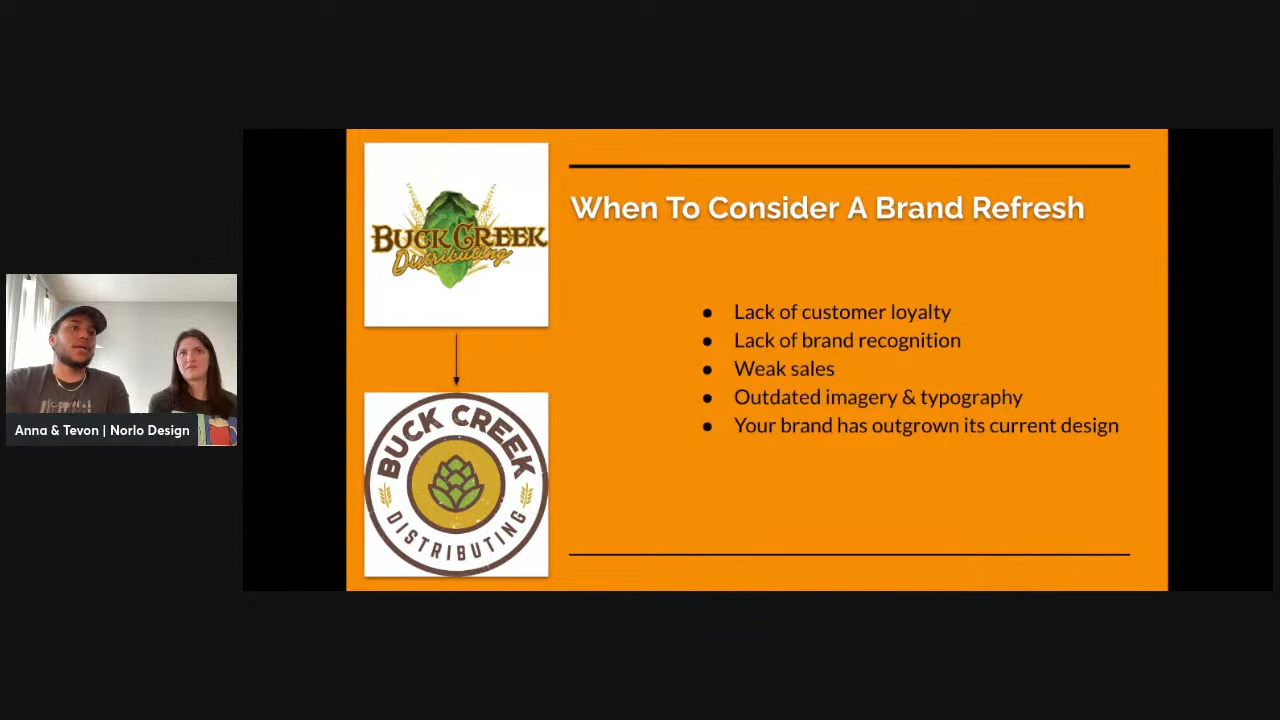 BUCK CREEK
Distributing
™
BUCK CREEK
DISTRIBUTING
When To Consider A Brand Refresh
● Lack of customer loyalty
● Lack of brand recognition
● Weak sales
● Outdated imagery & typography
● Your brand has outgrown its current design
Anna & Tevon | Norlo Design